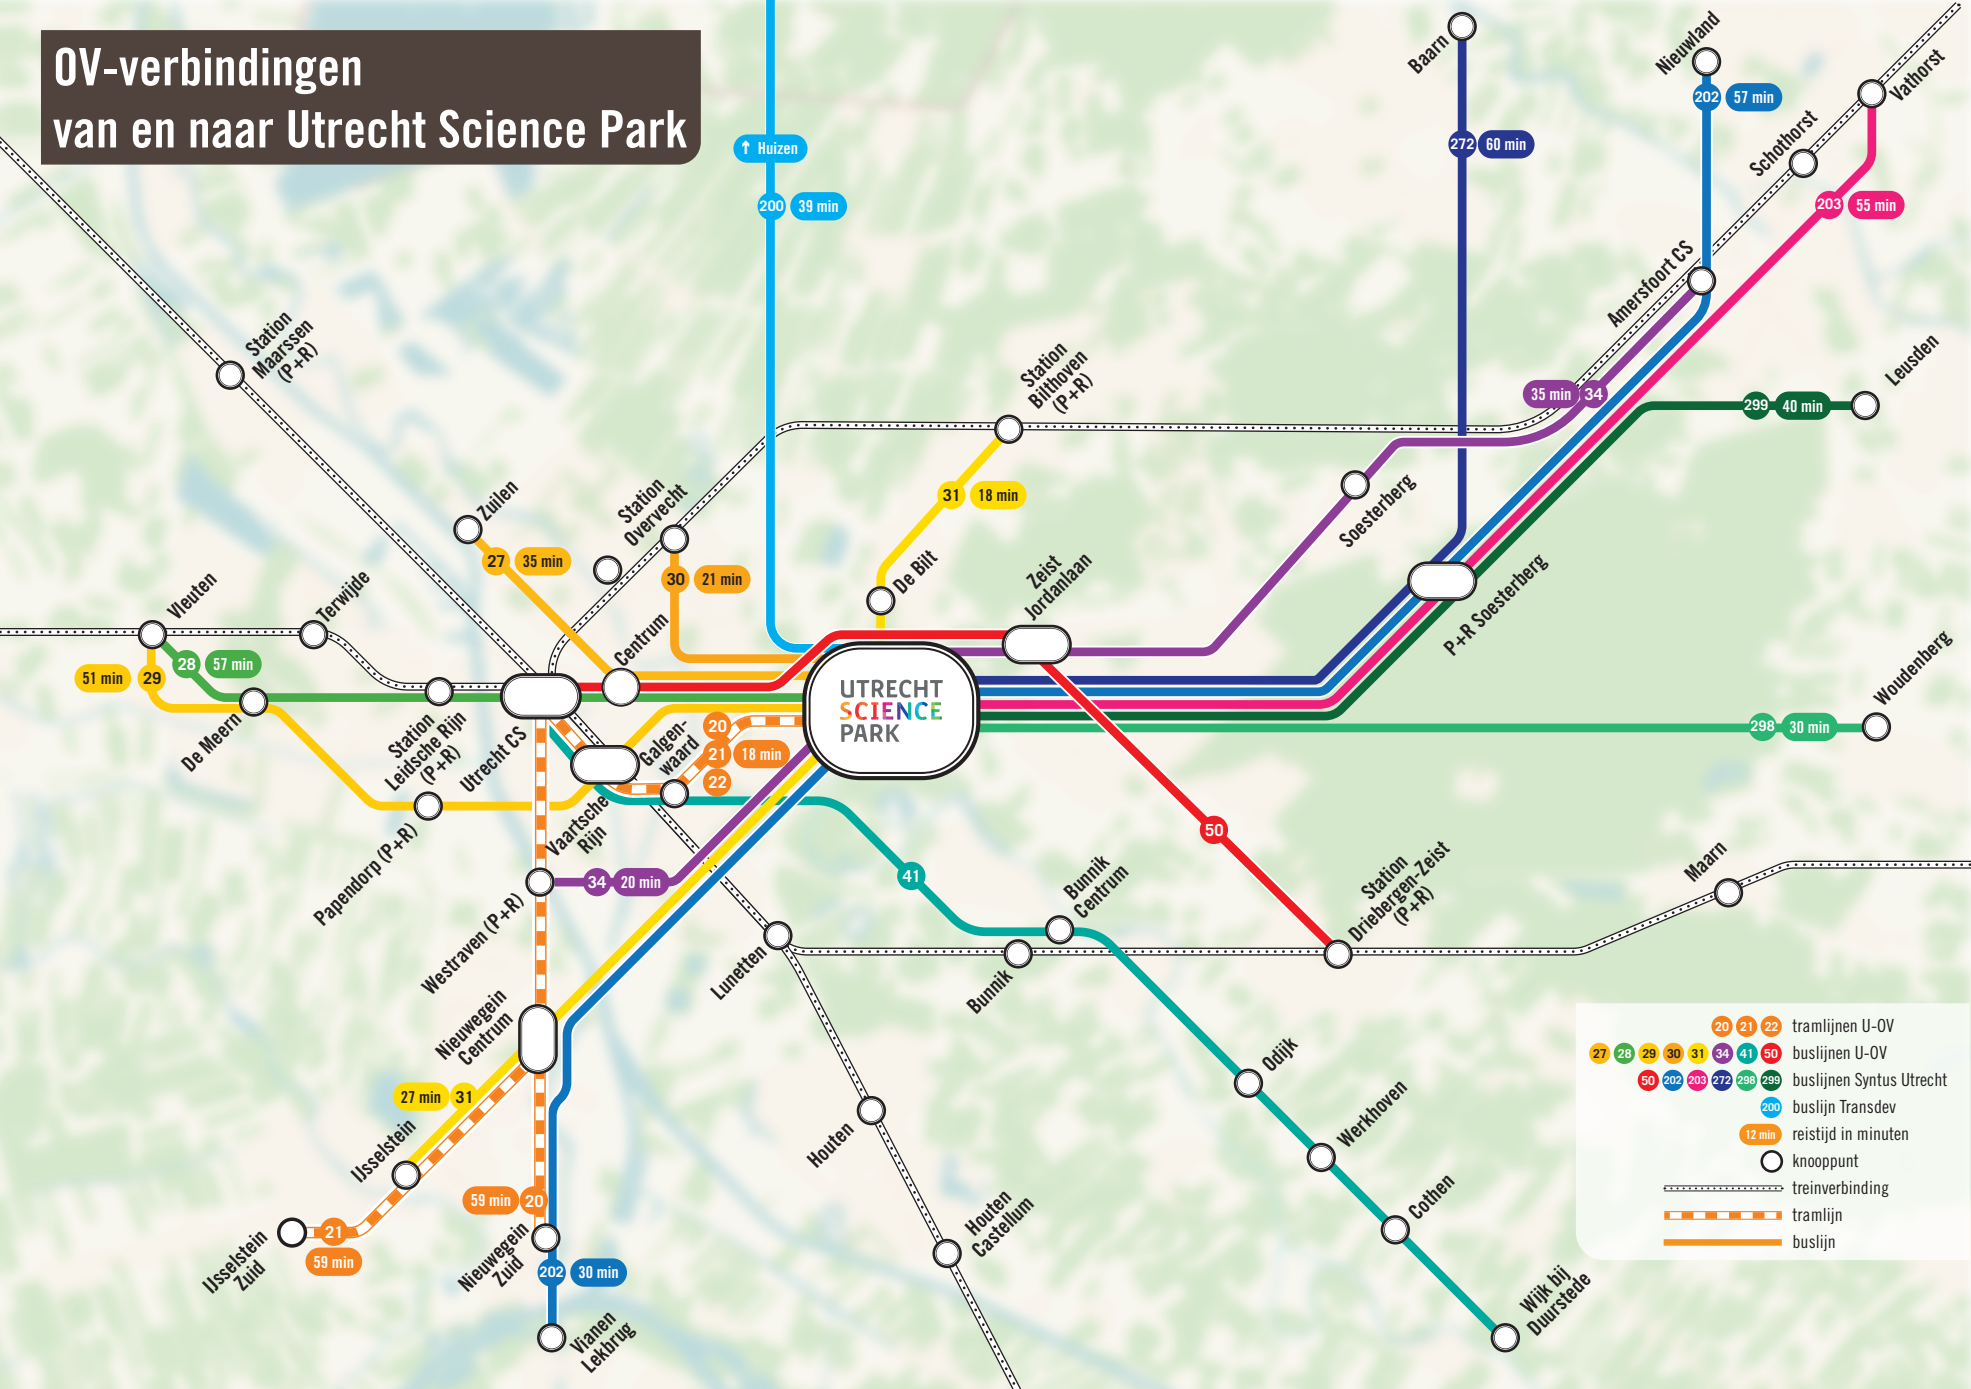 OV-verbindingen
van en naar Utrecht Science Park
↑ Huizen
200 39 min
Baarn
272 60 min
Nieuwland
202 57 min
Vathorst
Schothorst
203 55 min
Amersfoort CS
Station
Maarssen
(P+R)
Station
Bilthoven
(P+R)
35 min 34
299 40 min
Leusden
31 18 min
Zuilen
27 35 min
Station
Overvecht
30 21 min
De Bilt
Zeist
Jordanlaan
Soesterberg
P+R Soesterberg
Vleuten
Terwijde
Centrum
51 min 29
28 57 min
De Meern
Station
Leidsche Rijn
(P+R)
Utrecht CS
Galgen-
waard
20
21 18 min
22
UTRECHT
SCIENCE
PARK
Woudenberg
298 30 min
Papendorp (P+R)
Vaartsche
Rijn
50
41
34 20 min
Westraven (P+R)
Lunetten
Bunnik
Centrum
Bunnik
Station
Driebergen-Zeist
(P+R)
Maarn
Nieuwegein
Centrum
27 min 31
IJsselstein
59 min 20
Nieuwegein
Zuid
21
59 min
IJsselstein
Zuid
202 30 min
Vianen
Lekbrug
Houten
Houten
Castellum
Odijk
Werkhoven
Cothen
Wijk bij
Duurstede
20 21 22 tramlijnen U-OV
27 28 29 30 31 34 41 50 buslijnen U-OV
50 202 203 272 298 299 buslijnen Syntus Utrecht
200 buslijn Transdev
12 min reistijd in minuten
knooppunt
treinverbinding
tramlijn
buslijn